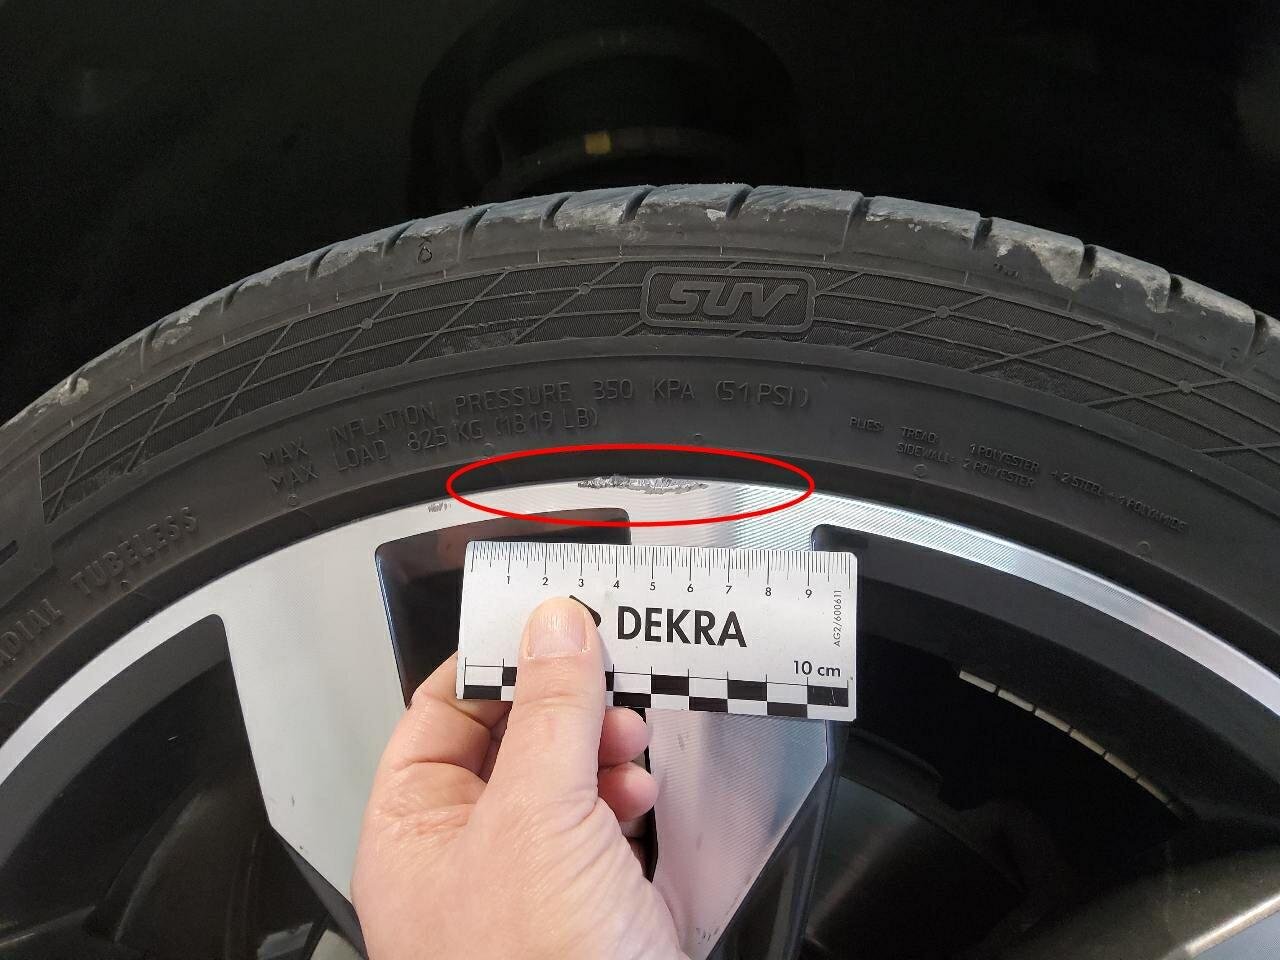 SUV
MAX INFLATION PRESSURE 350 KPA (51 PSI)
MAX LOAD 825 KG (1819 LB)
PLIES: TREAD: 1 POLYESTER + 2 STEEL + 1 POLYAMIDE
SIDEWALL: 2 POLYESTER
RADIAL TUBELESS
1 2 3 4 5 6 7 8 9
DEKRA
AG2/600611
10 cm